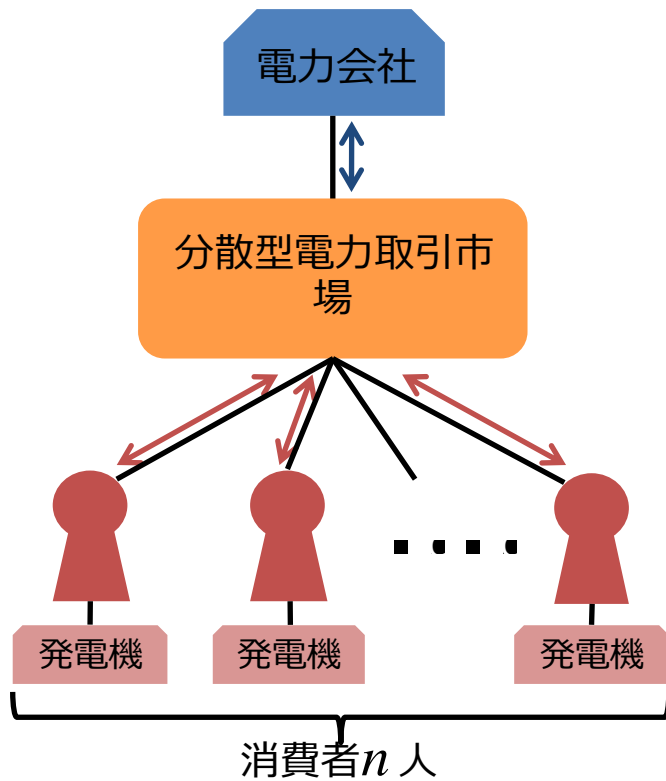 電力会社
分散型電力取引市
場
発電機 発電機 発電機
消費者n 人